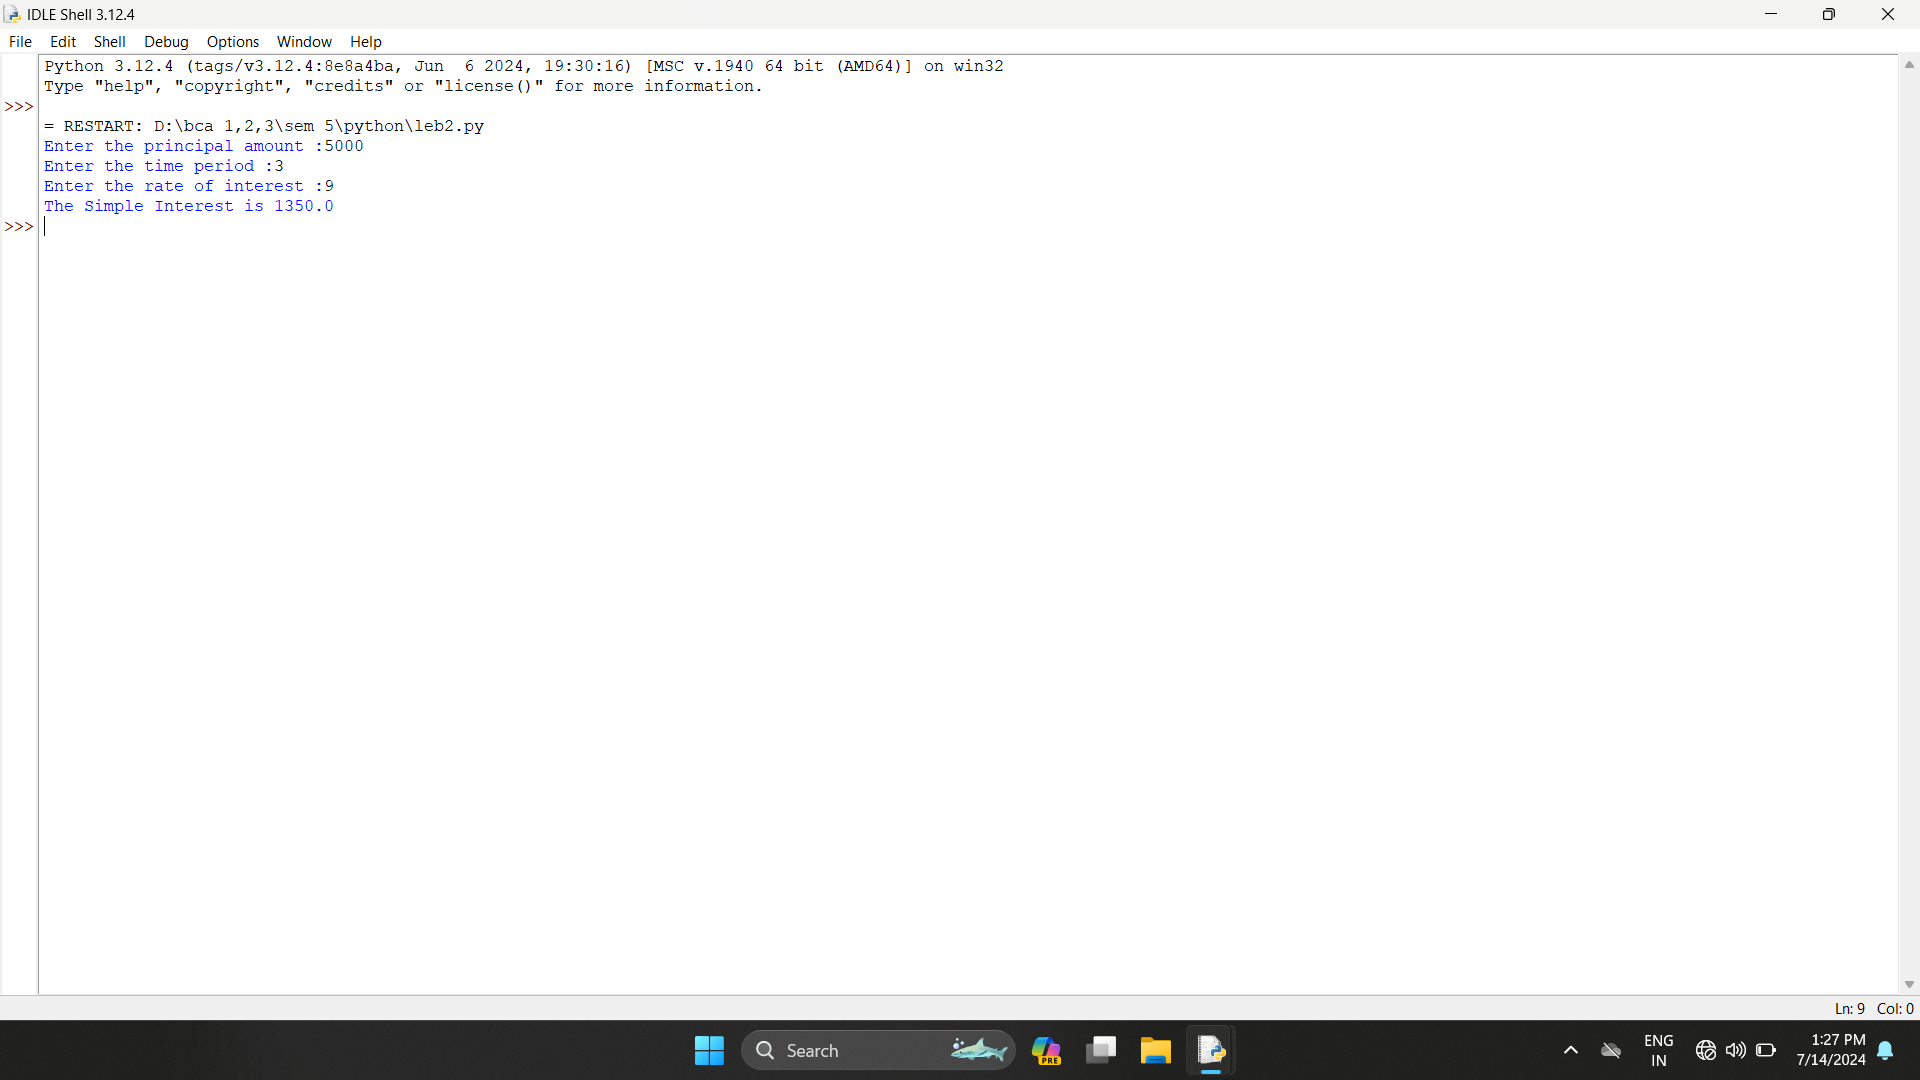 IDLE Shell 3.12.4
File Edit Shell Debug Options Window Help
Python 3.12.4 (tags/v3.12.4:8e8a4ba, Jun  6 2024, 19:30:16) [MSC v.1940 64 bit (AMD64)] on win32
Type "help", "copyright", "credits" or "license()" for more information.
>>>
= RESTART: D:\bca 1,2,3\sem 5\python\leb2.py
Enter the principal amount :5000
Enter the time period :3
Enter the rate of interest :9
The Simple Interest is 1350.0
>>>
Ln: 9 Col: 0
Search
PRE
ENG
IN
1:27 PM
7/14/2024